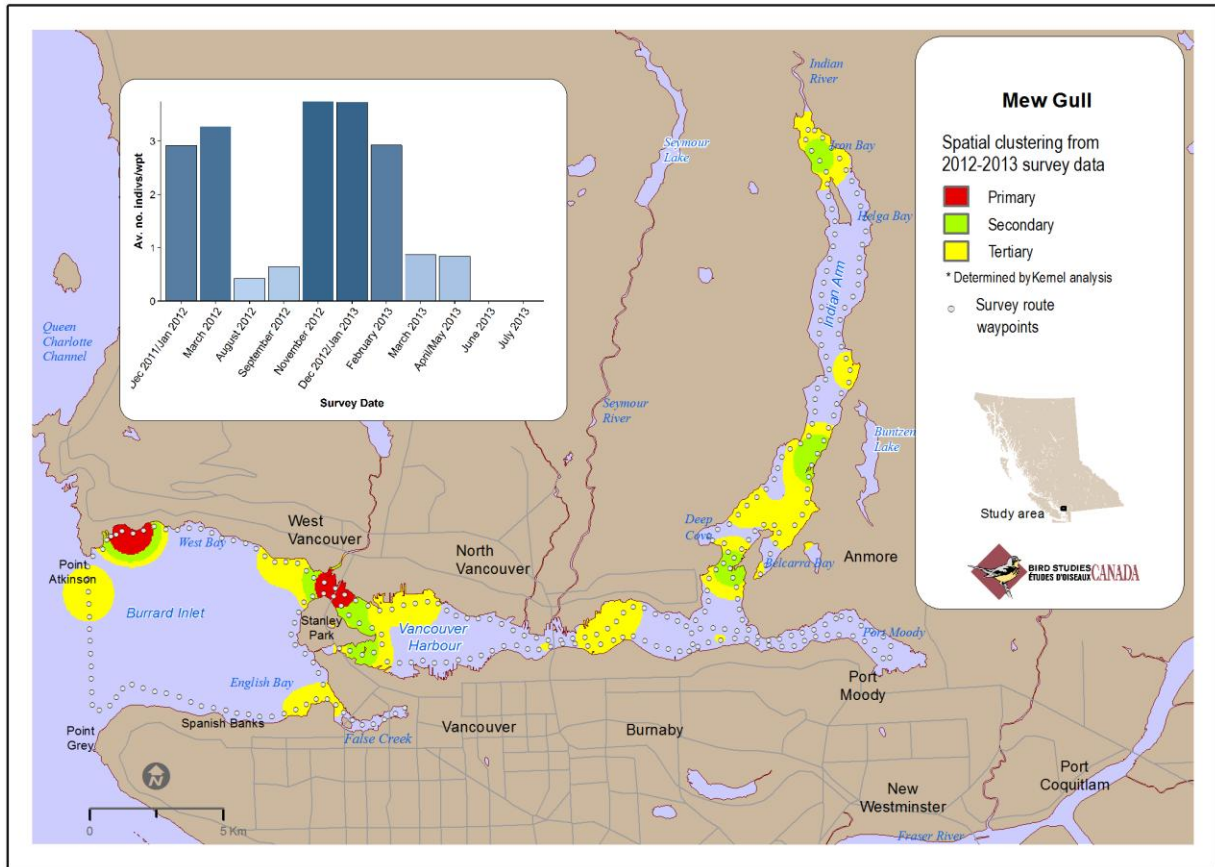 Av. no. indivs/wpt
3
2
1
0
Dec 2011/Jan 2012
March 2012
August 2012
September 2012
November 2012
Dec 2012/Jan 2013
February 2013
March 2013
April/May 2013
June 2013
July 2013
Survey Date
Mew Gull
Spatial clustering from
2012-2013 survey data
Primary
Secondary
Tertiary
* Determined by Kernel analysis
Survey route
waypoints
Study area
BIRD STUDIES
ÉTUDES D'OISEAUX
CANADA
Indian
River
Iron Bay
Helga Bay
Indian Arm
Seymour
Lake
Queen
Charlotte
Channel
Seymour
River
Buntzen
Lake
West
Vancouver
West Bay
North
Vancouver
Deep
Cove
Belcarra Bay
Anmore
Point
Atkinson
Burrard Inlet
Stanley
Park
Vancouver
Harbour
Port Moody
English Bay
Port
Moody
Spanish Banks
Vancouver
Burnaby
False Creek
Point
Grey
Port
Coquitlam
New
Westminster
Fraser River
N
0
5 Km